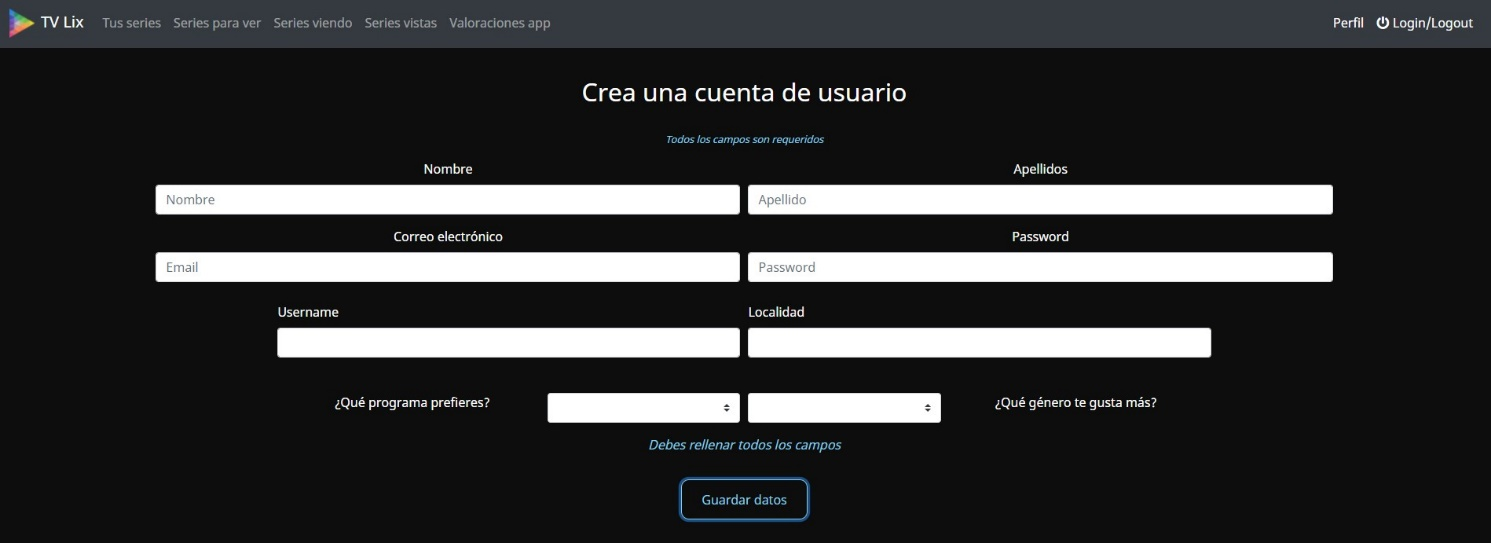 TV Lix Tus series Series para ver Series viendo Series vistas Valoraciones app Perfil Login/Logout
Crea una cuenta de usuario
Todos los campos son requeridos
Nombre Apellidos
Nombre Apellido
Correo electrónico Password
Email Password
Username Localidad
¿Qué programa prefieres? ¿Qué género te gusta más?
Debes rellenar todos los campos
Guardar datos